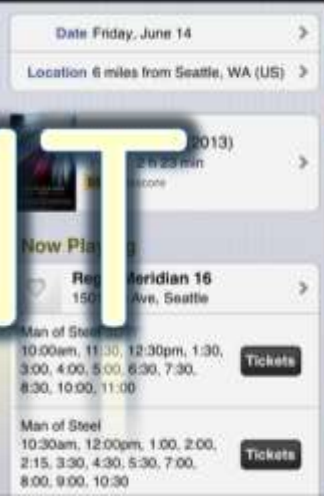 Date Friday, June 14
Location 6 miles from Seattle, WA (US)
2013)
2 h 23 min
Now Playing
Meridian 16
Ave, Seattle
Man of Steel
10:00am, 11:30, 12:30pm, 1:30,
3:00, 4:00, 5:00, 6:30, 7:30,
8:30, 10:00, 11:00
Tickets
Man of Steel
10:30am, 12:00pm, 1:00, 2:00,
2:15, 3:30, 4:30, 5:30, 7:00,
8:00, 9:00, 10:30
Tickets
IT